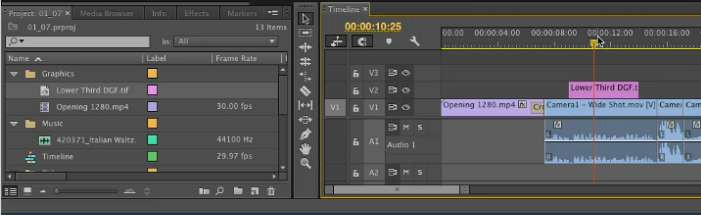 Project: 01_07 × Media Browser Info Effects Markers
01_07.prproj 13 Items
In: All
Name Label Frame Rate
Graphics
Lower Third DGF.tif
Opening 1280.mp4 30.00 fps
Music
420371_Italian Waltz. 44100 Hz
Timeline 29.97 fps
Timeline ×
00:00:10:25
00.00 00:00:04:00 00:00:08:00 00:00:12:00 00:00:16:00
V3
V2 Lower Third DGF.t
V1 V1 Opening 1280.mp4 Cro Camera1 - Wide Shot.mov [V] Camer Cam
A1 M S
Audio 1
A2 M S